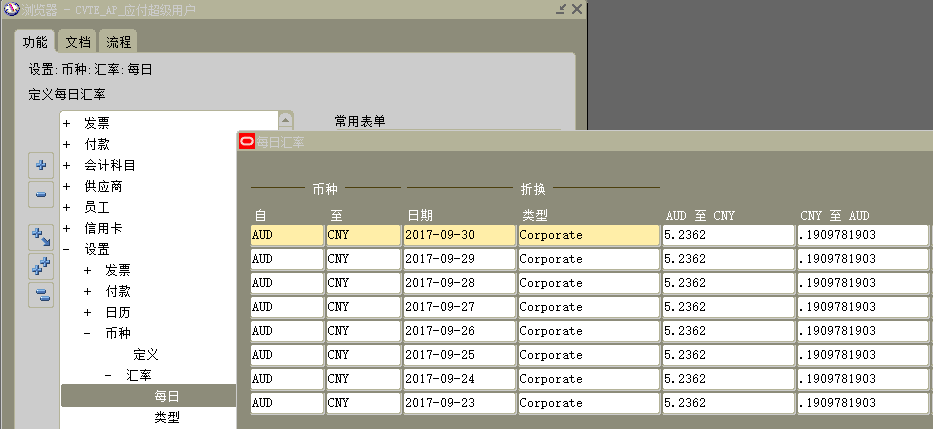 浏览器 - CVTE_AP_应付超级用户
功能 文档 流程
设置:币种:汇率:每日
定义每日汇率
+ 发票
+ 付款
+ 会计科目
+ 供应商
+ 员工
+ 信用卡
- 设置
+ 发票
+ 付款
+ 日历
- 币种
定义
- 汇率
每日
类型
常用表单
每日汇率
币种 折换
自 至 日期 类型 AUD 至 CNY CNY 至 AUD
AUD CNY 2017-09-30 Corporate 5.2362 .1909781903
AUD CNY 2017-09-29 Corporate 5.2362 .1909781903
AUD CNY 2017-09-28 Corporate 5.2362 .1909781903
AUD CNY 2017-09-27 Corporate 5.2362 .1909781903
AUD CNY 2017-09-26 Corporate 5.2362 .1909781903
AUD CNY 2017-09-25 Corporate 5.2362 .1909781903
AUD CNY 2017-09-24 Corporate 5.2362 .1909781903
AUD CNY 2017-09-23 Corporate 5.2362 .1909781903